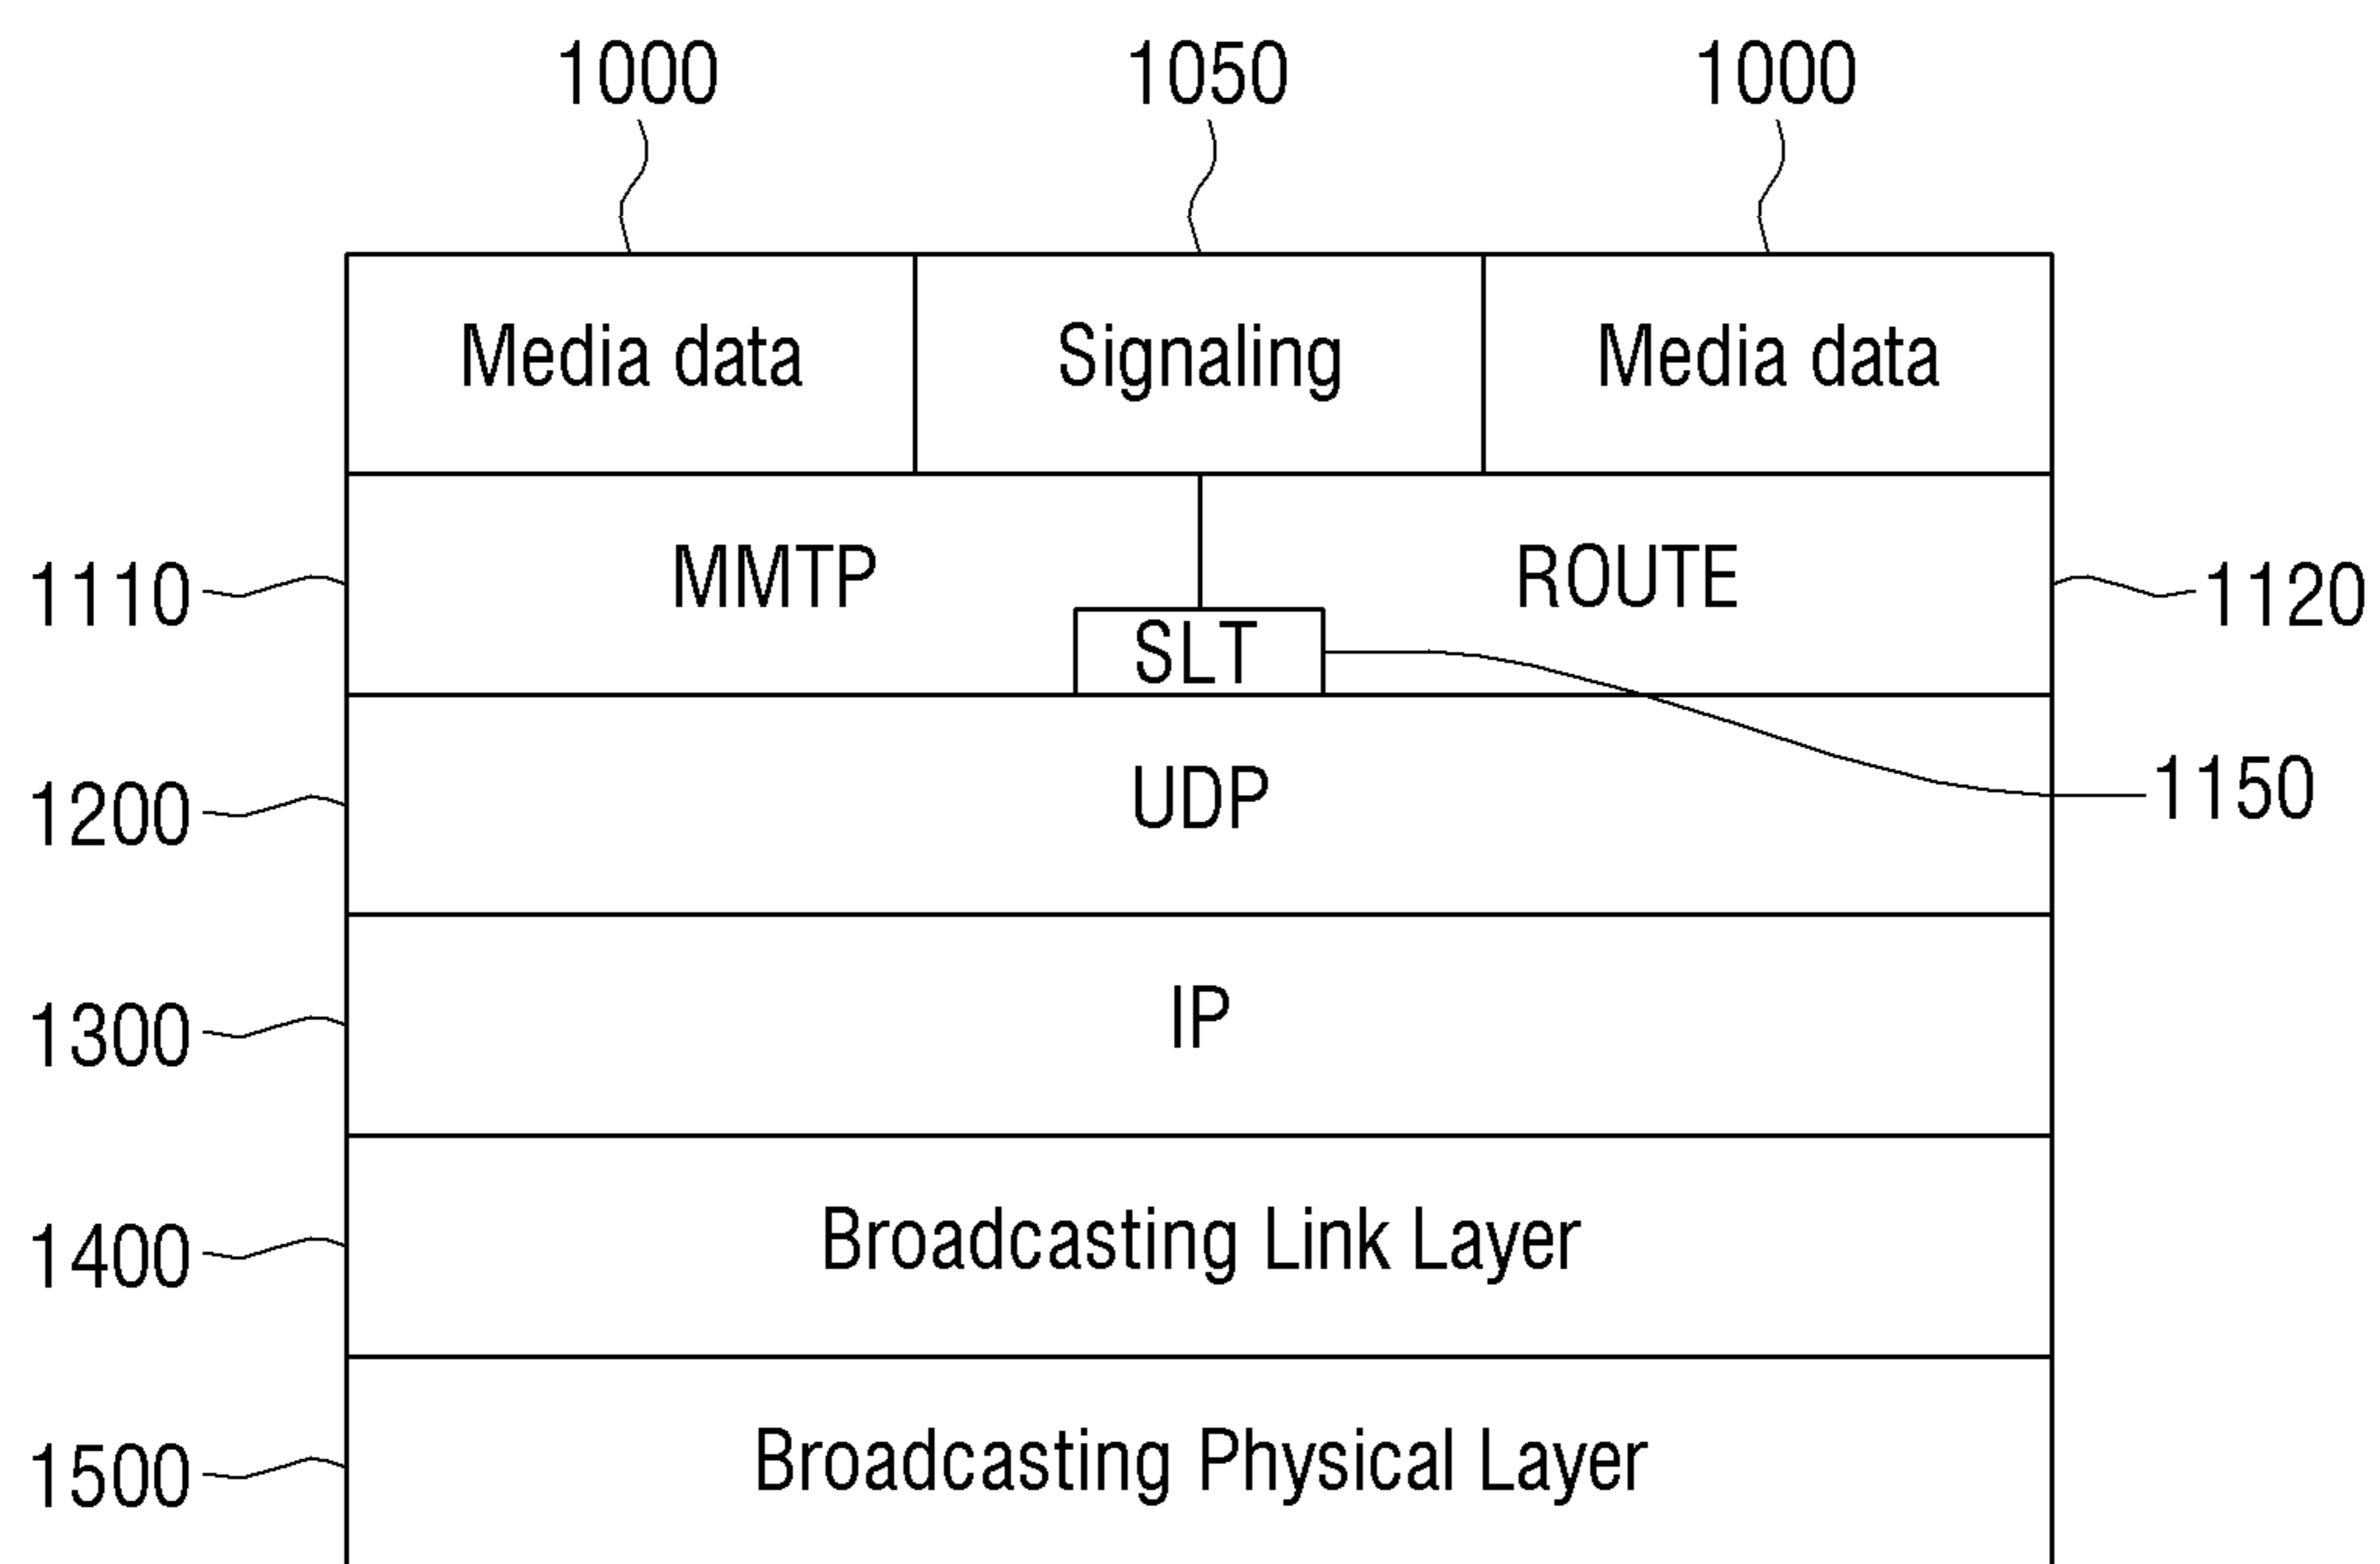 1000 1050 1000
Media data Signaling Media data
1110 MMTP ROUTE 1120
SLT
1200 UDP 1150
1300 IP
1400 Broadcasting Link Layer
1500 Broadcasting Physical Layer